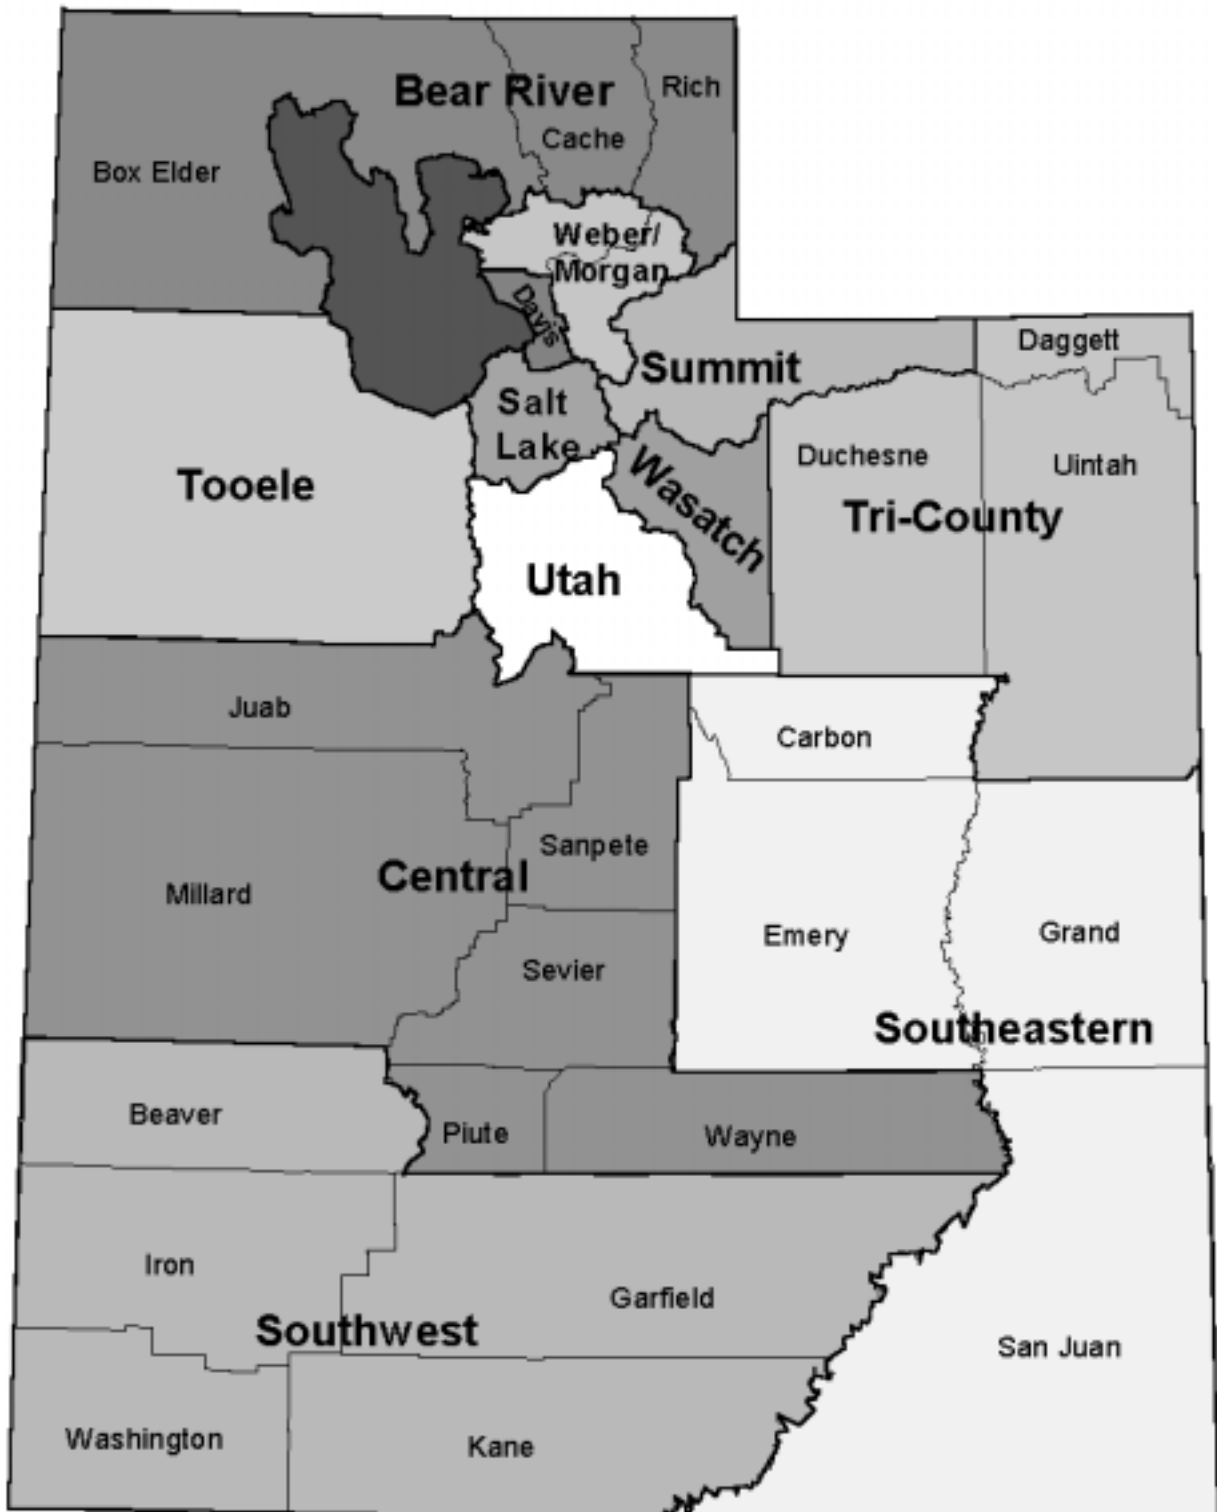 Bear River
Rich
Cache
Box Elder
Weber/
Morgan
Davis
Daggett
Summit
Salt
Lake
Duchesne
Uintah
Wasatch
Tooele
Tri-County
Utah
Juab
Carbon
Sanpete
Central
Millard
Emery
Grand
Sevier
Southeastern
Beaver
Piute
Wayne
Iron
Garfield
Southwest
San Juan
Washington
Kane